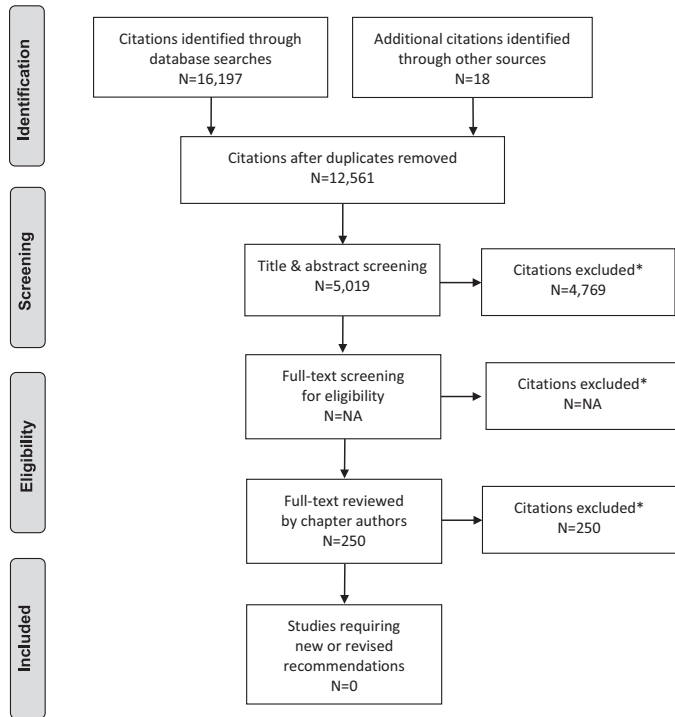 Identification
Citations identified through
database searches
N=16,197
Additional citations identified
through other sources
N=18
Citations after duplicates removed
N=12,561
Screening
Title & abstract screening
N=5,019
Citations excluded*
N=4,769
Eligibility
Full-text screening
for eligibility
N=NA
Citations excluded*
N=NA
Full-text reviewed
by chapter authors
N=250
Citations excluded*
N=250
Included
Studies requiring
new or revised
recommendations
N=0